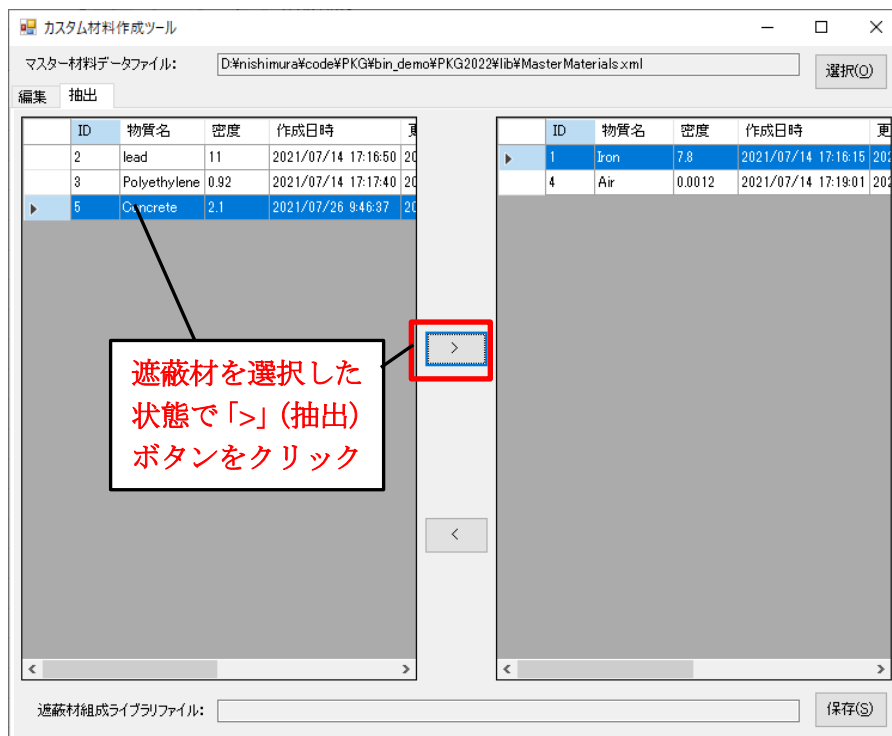 カスタム材料作成ツール
マスター材料データファイル: D:¥nishimura¥code¥PKG¥bin_demo¥PKG2022¥lib¥MasterMaterials.xml 選択(O)
編集 抽出
ID 物質名 密度 作成日時
2 lead 11 2021/07/14 17:16:50 20
3 Polyethylene 0.92 2021/07/14 17:17:40 20
5 Concrete 2.1 2021/07/26 9:46:37 20
ID 物質名 密度 作成日時 更
1 Iron 7.8 2021/07/14 17:16:15 202
4 Air 0.0012 2021/07/14 17:19:01 202
>
遮蔽材を選択した
状態で「>」(抽出)
ボタンをクリック
<
遮蔽材組成ライブラリファイル: 保存(S)